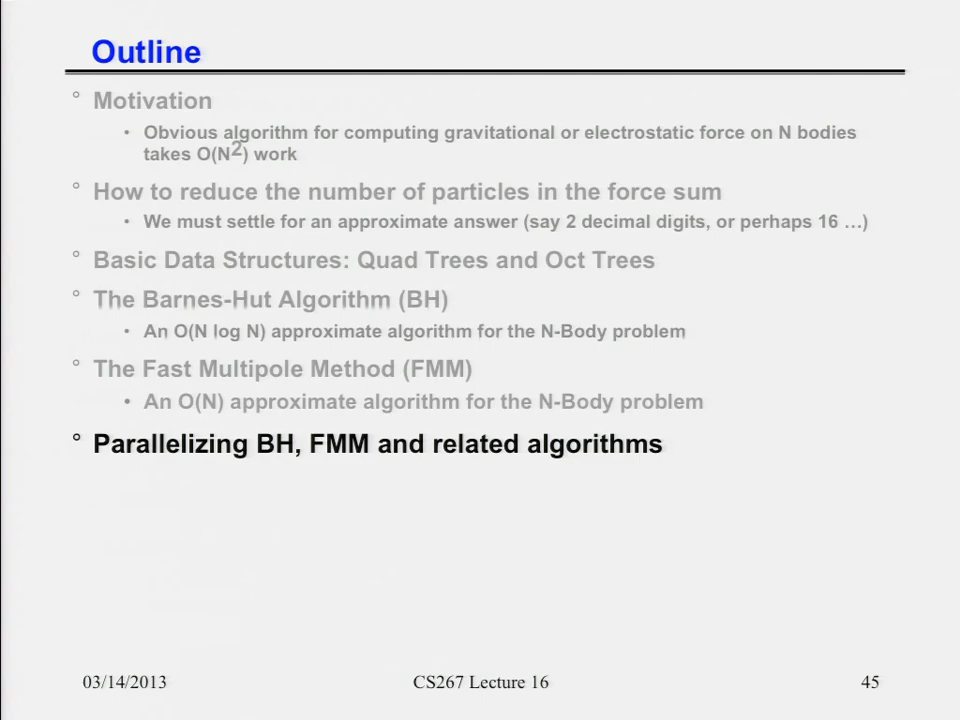 Outline
° Motivation
• Obvious algorithm for computing gravitational or electrostatic force on N bodies
takes O(N2) work
° How to reduce the number of particles in the force sum
• We must settle for an approximate answer (say 2 decimal digits, or perhaps 16 …)
° Basic Data Structures: Quad Trees and Oct Trees
° The Barnes-Hut Algorithm (BH)
• An O(N log N) approximate algorithm for the N-Body problem
° The Fast Multipole Method (FMM)
• An O(N) approximate algorithm for the N-Body problem
° Parallelizing BH, FMM and related algorithms
03/14/2013 CS267 Lecture 16 45